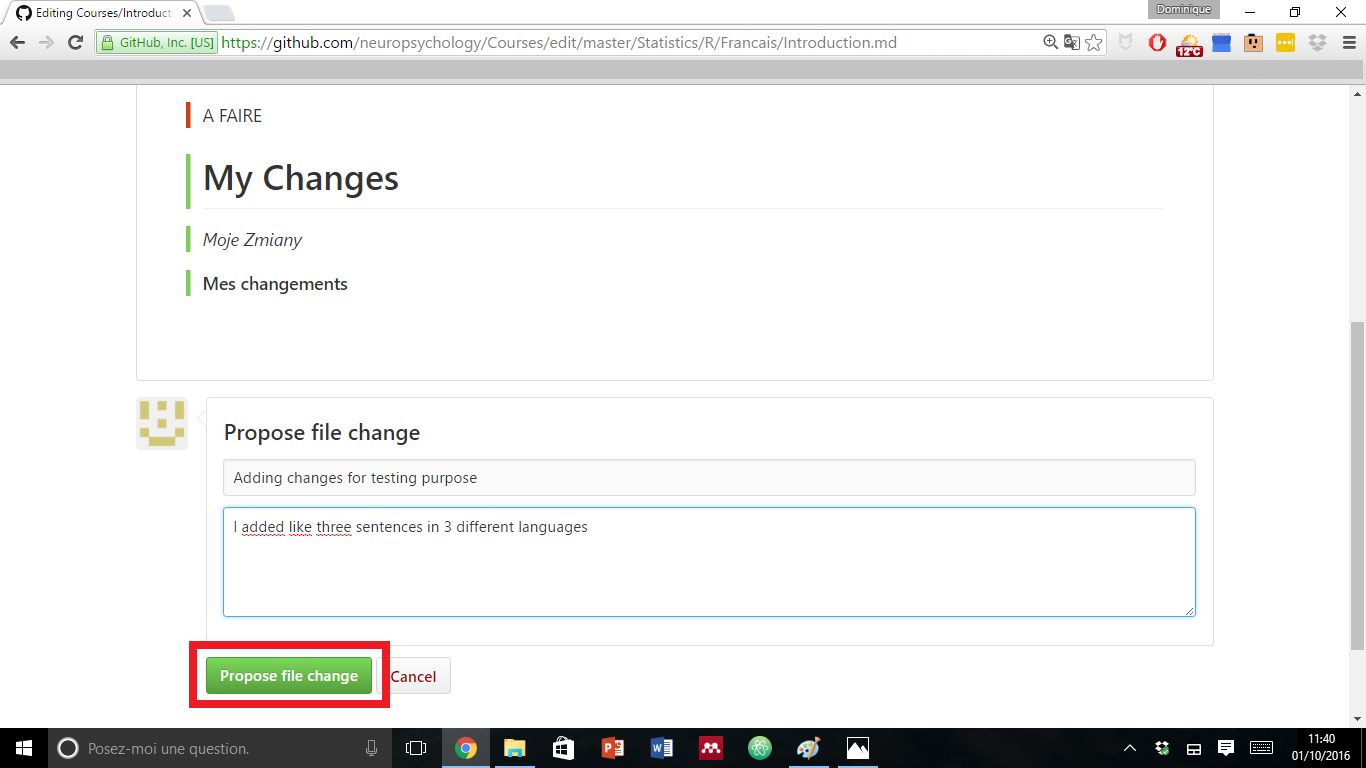 Editing Courses/Introduct
Dominique
GitHub, Inc. [US]
https://github.com/neuropsychology/Courses/edit/master/Statistics/R/Francais/Introduction.md
12°C
A FAIRE
My Changes
Moje Zmiany
Mes changements
Propose file change
Adding changes for testing purpose
I added like three sentences in 3 different languages
Propose file change
Cancel
Posez-moi une question.
11:40
01/10/2016